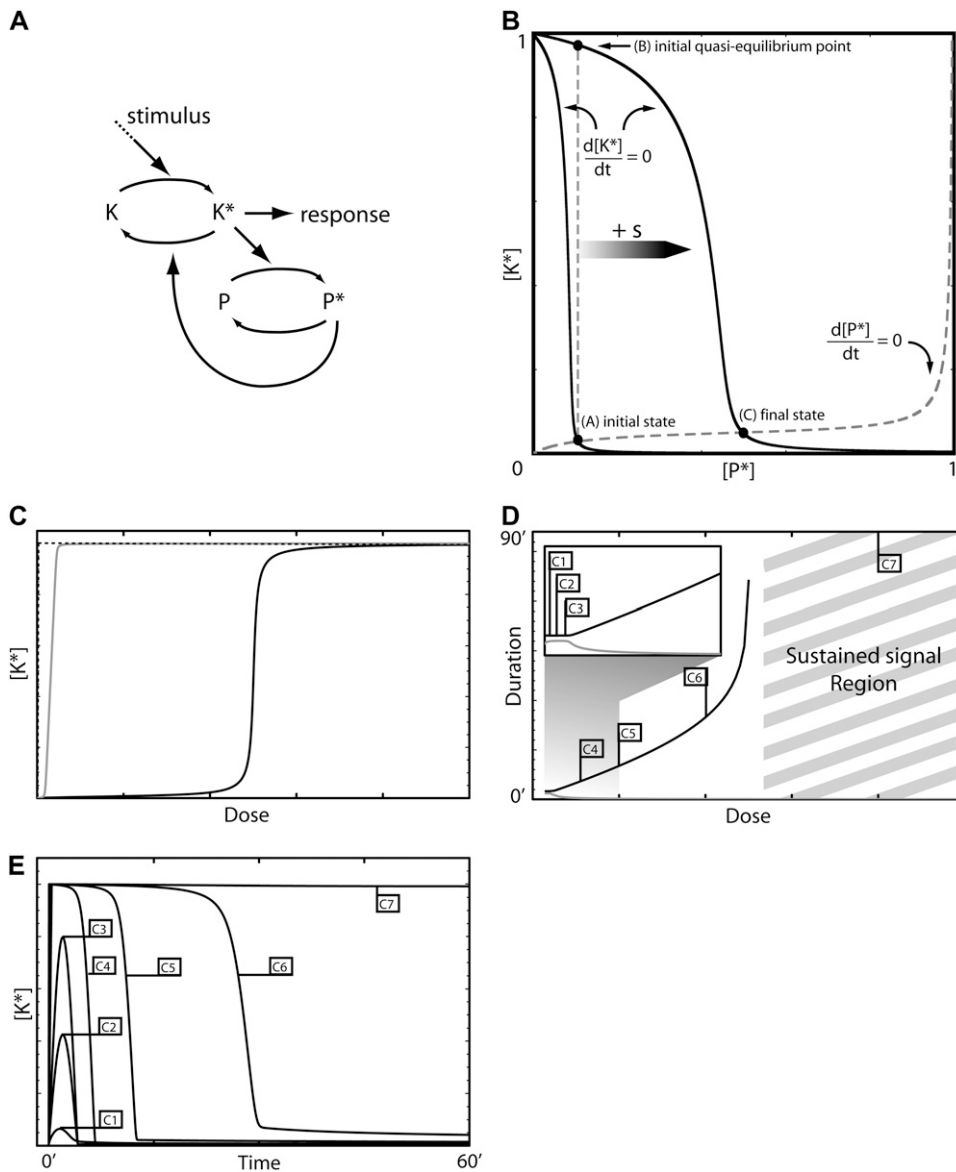 A
stimulus
K
K*
response
P
P*
B
1
(B) initial quasi-equilibrium point
d[K*]
dt
= 0
+ s
[K*]
d[P*]
dt
= 0
(A) initial state
(C) final state
0
[P*]
1
C
[K*]
Dose
D
90'
C1
C2
C3
C7
Duration
Sustained signal
Region
C6
C5
C4
0'
Dose
E
C7
C3
C4
C5
C6
[K*]
C2
C1
0'
Time
60'